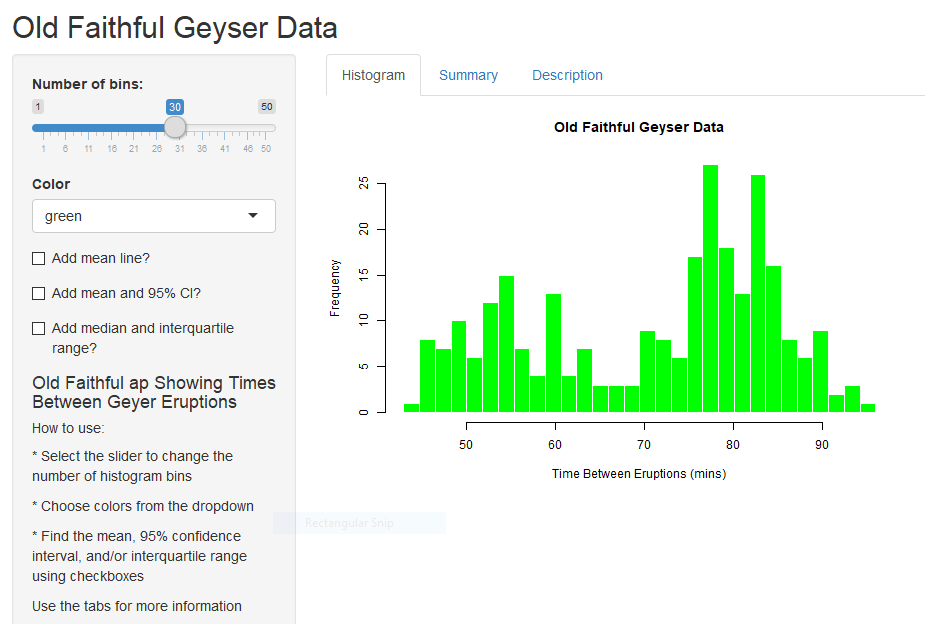 Old Faithful Geyser Data
Number of bins:
1 30 50
1 6 11 16 21 26 31 36 41 46 50
Color
green
Add mean line?
Add mean and 95% CI?
Add median and interquartile
range?
Old Faithful ap Showing Times
Between Geyer Eruptions
How to use:
* Select the slider to change the
number of histogram bins
* Choose colors from the dropdown
* Find the mean, 95% confidence
interval, and/or interquartile range
using checkboxes
Use the tabs for more information
Histogram Summary Description
Old Faithful Geyser Data
Frequency
25
20
15
10
5
0
50 60 70 80 90
Time Between Eruptions (mins)
Rectangular Snip